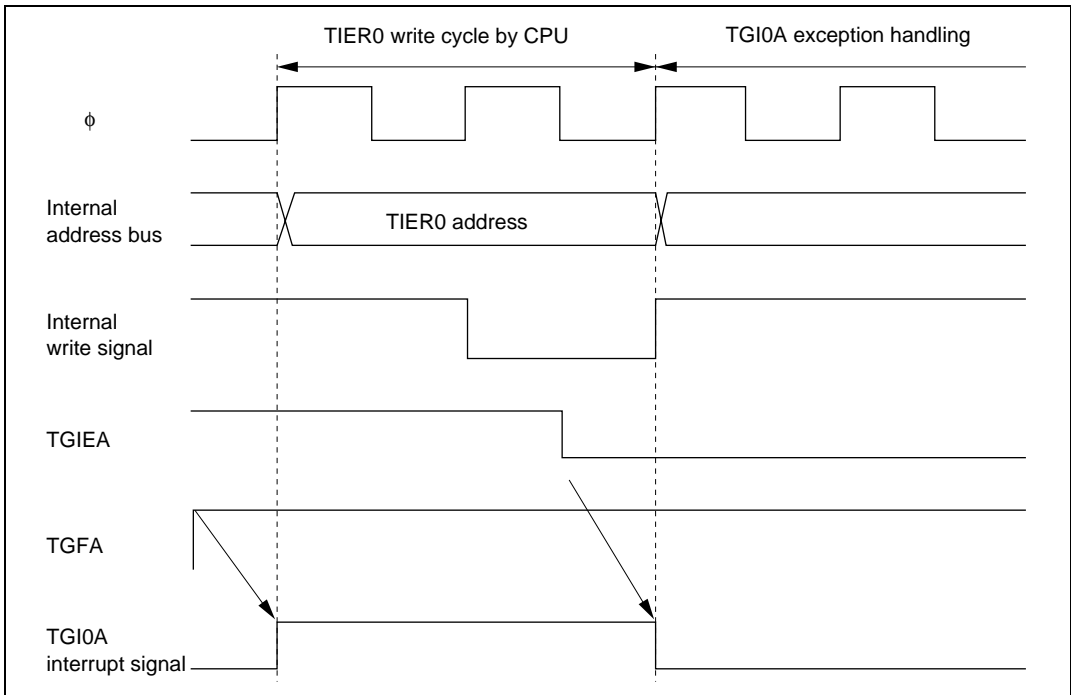 TIER0 write cycle by CPU
TGI0A exception handling
ϕ
Internal
address bus
TIER0 address
Internal
write signal
TGIEA
TGFA
TGI0A
interrupt signal